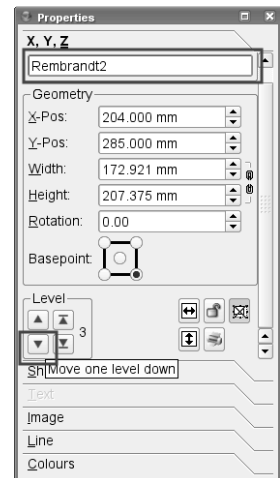 Properties
X, Y, Z
Rembrandt2
Geometry
X-Pos: 204.000 mm
Y-Pos: 285.000 mm
Width: 172.921 mm
Height: 207.375 mm
Rotation: 0.00
Basepoint:
Level
3
Sh Move one level down
Text
Image
Line
Colours